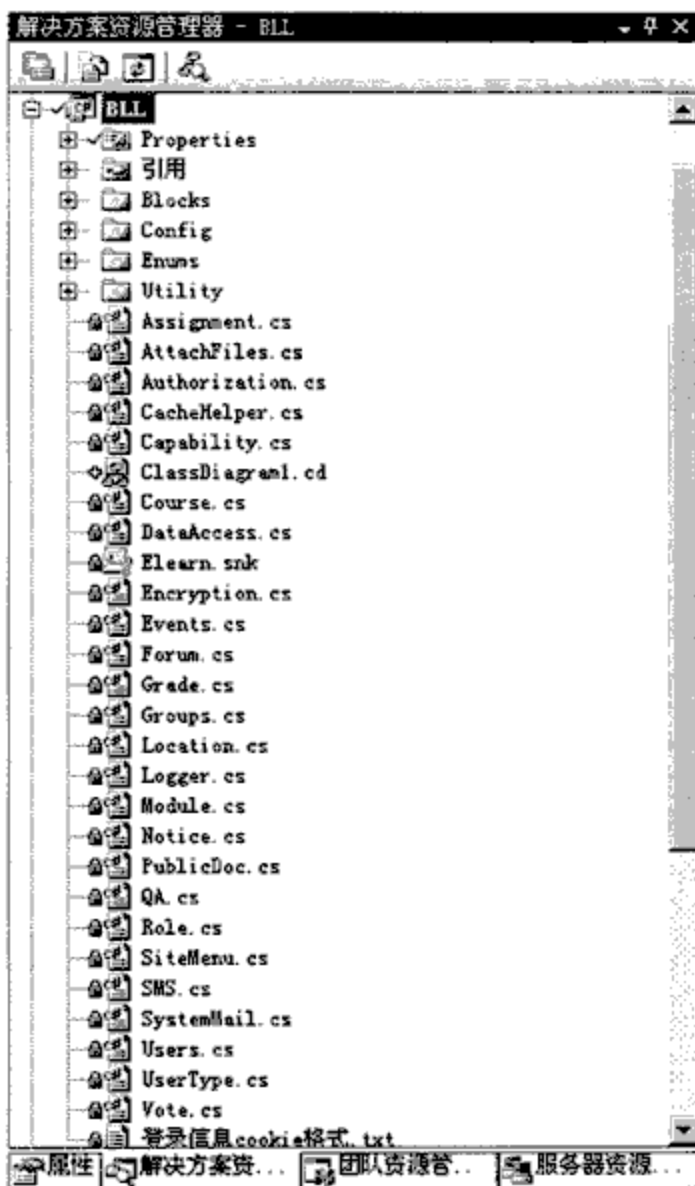 解决方案资源管理器 - BLL
BLL
Properties
引用
Blocks
Config
Enums
Utility
Assignment.cs
AttachFiles.cs
Authorization.cs
CacheHelper.cs
Capability.cs
ClassDiagram1.cd
Course.cs
DataAccess.cs
Elearn.snk
Encryption.cs
Events.cs
Forum.cs
Grade.cs
Groups.cs
Location.cs
Logger.cs
Module.cs
Notice.cs
PublicDoc.cs
QA.cs
Role.cs
SiteMenu.cs
SMS.cs
SystemMail.cs
Users.cs
UserType.cs
Vote.cs
登录信息cookie格式.txt
属性 解决方案资... 团队资源管... 服务器资源...